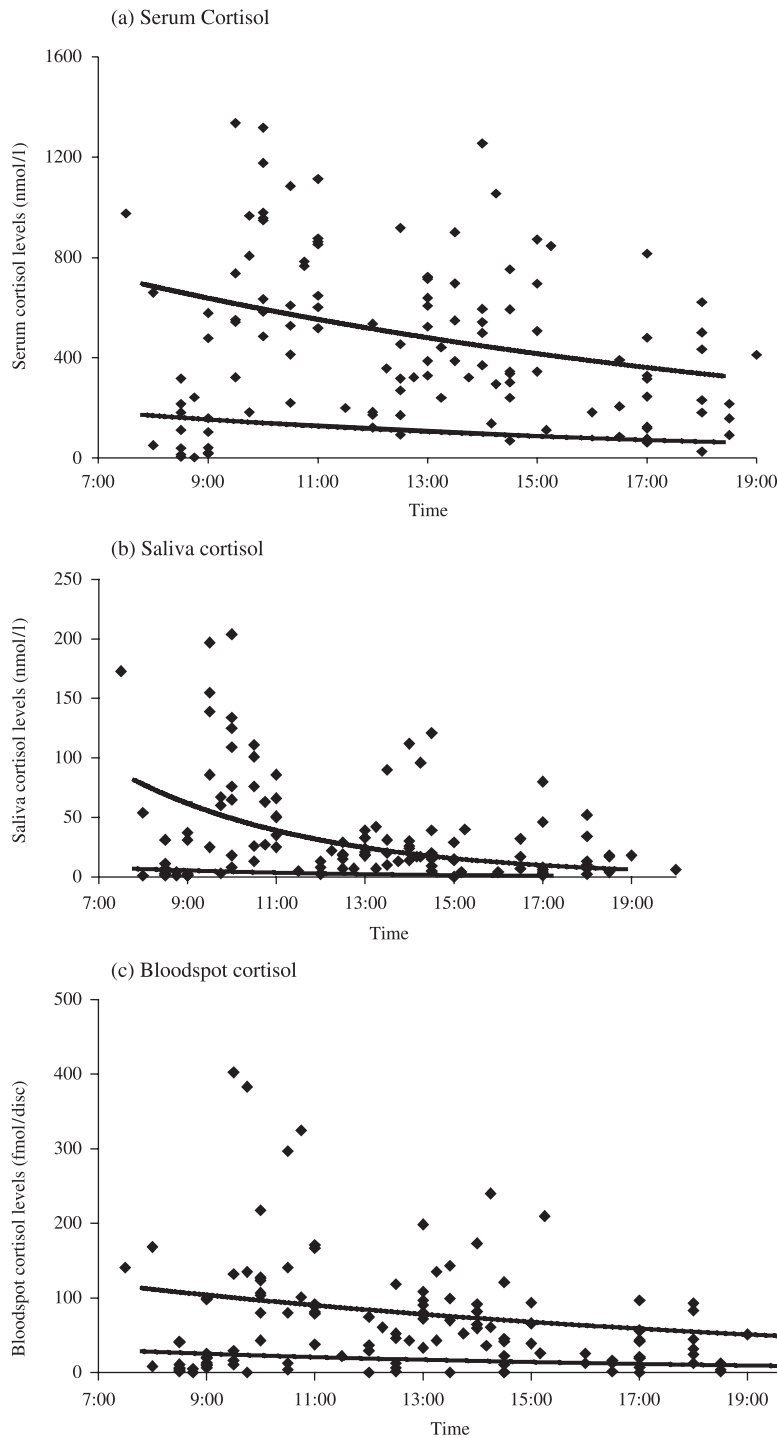 (a) Serum Cortisol
1600
1200
800
400
0
Serum cortisol levels (nmol/1)
7:00 9:00 11:00 13:00 15:00 17:00 19:00
Time
(b) Saliva cortisol
250
200
150
100
50
0
Saliva cortisol levels (nmol/1)
7:00 9:00 11:00 13:00 15:00 17:00 19:00
Time
(c) Bloodspot cortisol
500
400
300
200
100
0
Bloodspot cortisol levels (fmol/disc)
7:00 9:00 11:00 13:00 15:00 17:00 19:00
Time